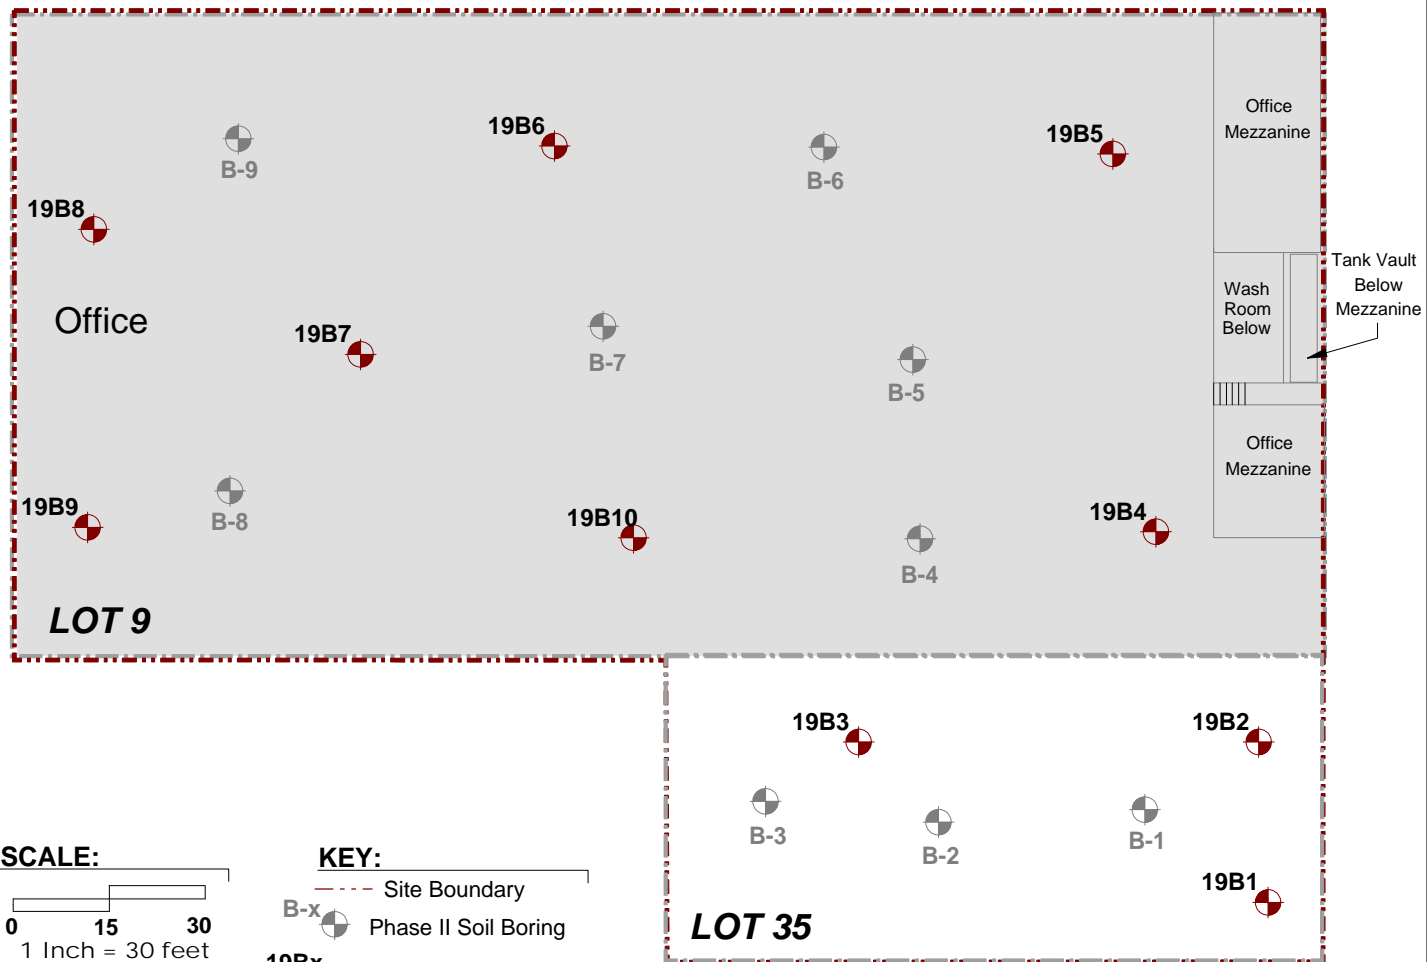 Office
Mezzanine
19B6
19B5
B-9
B-6
19B8
Tank Vault
Below
Mezzanine
Wash
Room
Below
Office
19B7
B-7
B-5
Office
Mezzanine
19B9
B-8
19B10
19B4
B-4
LOT 9
19B3
19B2
B-3
B-2
B-1
19B1
LOT 35
SCALE:
0 15 30
1 Inch = 30 feet
KEY:
Site Boundary
B-x
Phase II Soil Boring
19Bx